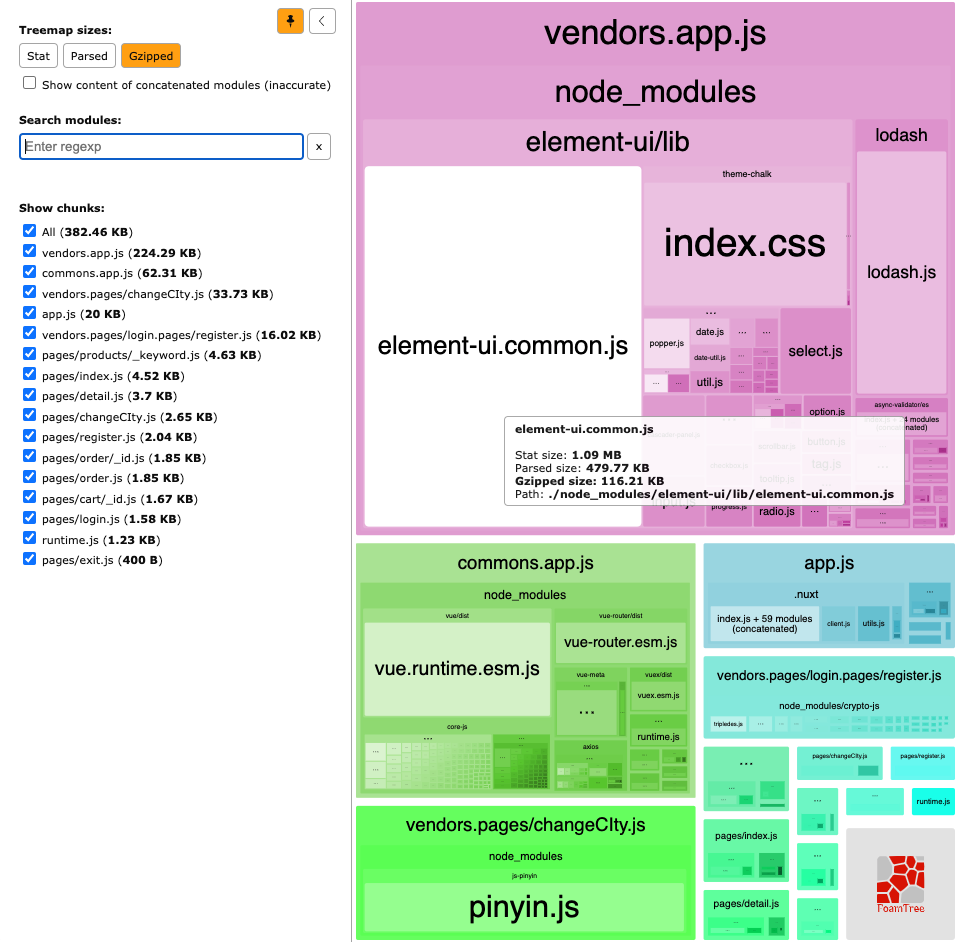 Treemap sizes:
Stat
Parsed
Gzipped
Show content of concatenated modules (inaccurate)
Search modules:
Enter regexp
x
Show chunks:
All (382.46 KB)
vendors.app.js (224.29 KB)
commons.app.js (62.31 KB)
vendors.pages/changeCIty.js (33.73 KB)
app.js (20 KB)
vendors.pages/login.pages/register.js (16.02 KB)
pages/products/_keyword.js (4.63 KB)
pages/index.js (4.52 KB)
pages/detail.js (3.7 KB)
pages/changeCIty.js (2.65 KB)
pages/register.js (2.04 KB)
pages/order/_id.js (1.85 KB)
pages/order.js (1.85 KB)
pages/cart/_id.js (1.67 KB)
pages/login.js (1.58 KB)
runtime.js (1.23 KB)
pages/exit.js (400 B)
vendors.app.js
node_modules
element-ui/lib
lodash
theme-chalk
index.css
lodash.js
element-ui.common.js
...
popper.js
date.js
...
...
date-util.js
util.js
select.js
async-validator/es
option.js
button.js
tag.js
element-ui.common.js
Stat size: 1.09 MB
Parsed size: 479.77 KB
Gzipped size: 116.21 KB
Path: ./node_modules/element-ui/lib/element-ui.common.js
progress.js
radio.js
...
commons.app.js
node_modules
vue/dist
vue-router/dist
vue.runtime.esm.js
vue-router.esm.js
vue-meta
vuex/dist
...
vuex.esm.js
...
runtime.js
core-js
axios
app.js
.nuxt
index.js + 59 modules
(concatenated)
client.js
utils.js
vendors.pages/login.pages/register.js
node_modules/crypto-js
tripledes.js
vendors.pages/changeCIty.js
node_modules
js-pinyin
pinyin.js
...
pages/changeCIty.js
pages/register.js
...
...
runtime.js
pages/index.js
...
pages/detail.js
...
FoamTree